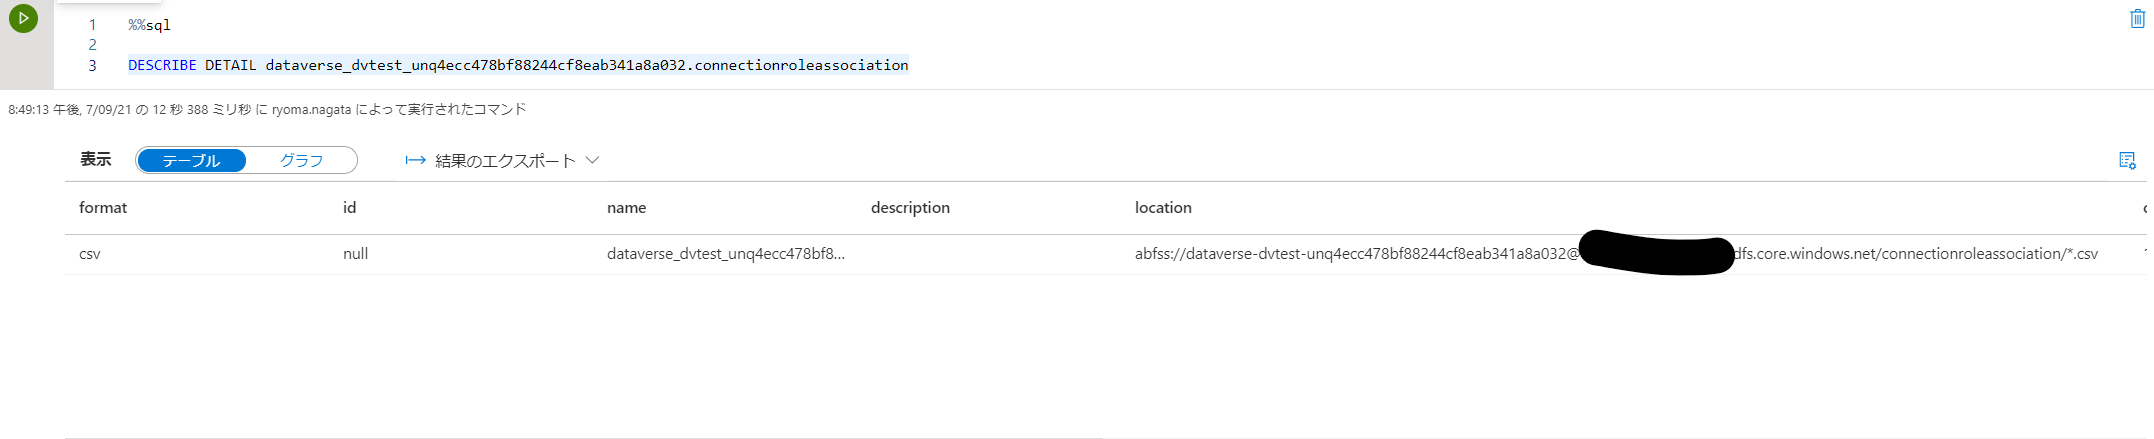 1 %%sql
2
3 DESCRIBE DETAIL dataverse_dvtest_unq4ecc478bf88244cf8eab341a8a032.connectionroleassociation
8:49:13 午後, 7/09/21 の 12 秒 388 ミリ秒 に ryoma.nagata によって実行されたコマンド
表示 テーブル グラフ 結果のエクスポート
format id name description location
csv null dataverse_dvtest_unq4ecc478bf8... abfss://dataverse-dvtest-unq4ecc478bf88244cf8eab341a8a032@ dfs.core.windows.net/connectionroleassociation/*.csv